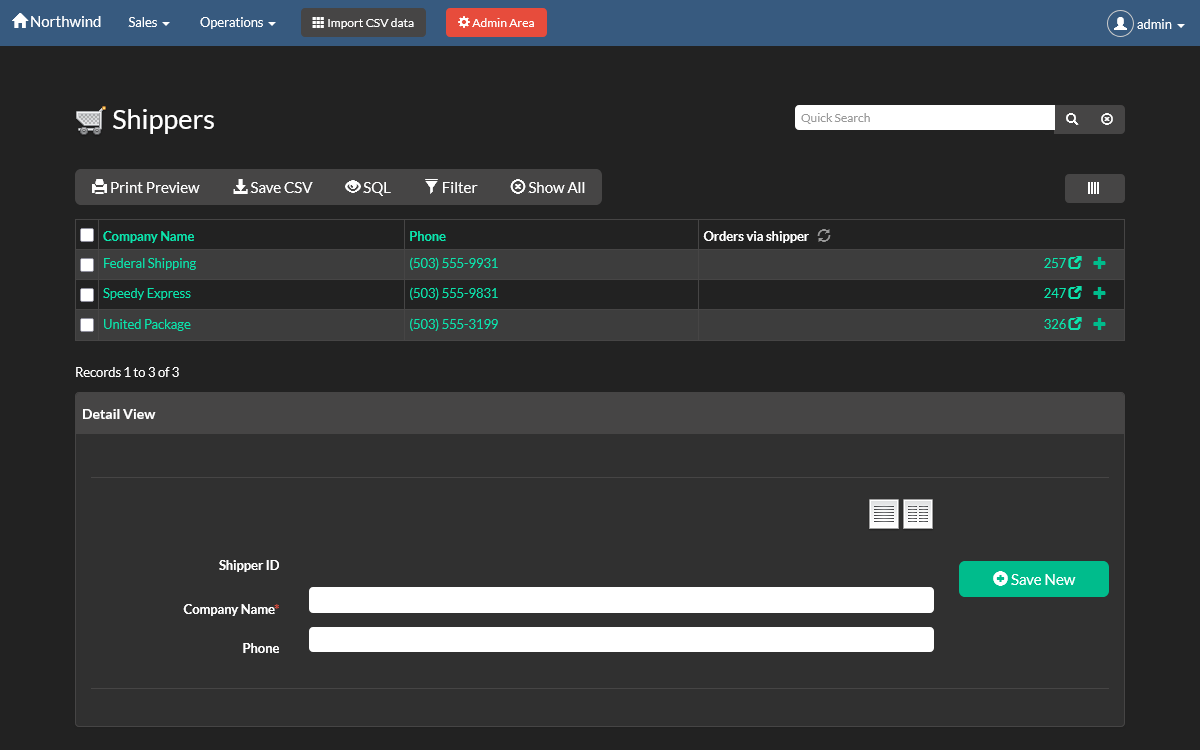 Northwind Sales Operations Import CSV data Admin Area admin
Shippers
Quick Search
Print Preview Save CSV SQL Filter Show All
Company Name Phone Orders via shipper
Federal Shipping (503) 555-9931 257
Speedy Express (503) 555-9831 247
United Package (503) 555-3199 326
Records 1 to 3 of 3
Detail View
Shipper ID
Save New
Company Name*
Phone